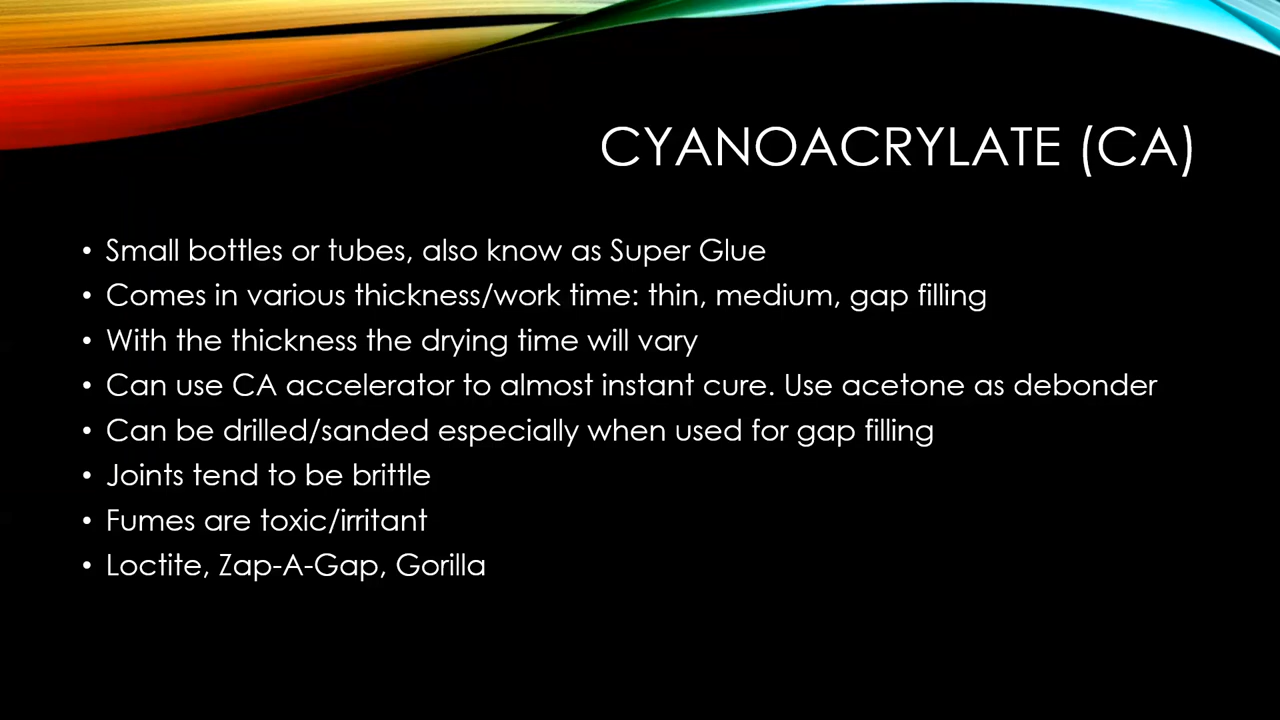 CYANOACRYLATE (CA)
• Small bottles or tubes, also know as Super Glue
• Comes in various thickness/work time: thin, medium, gap filling
• With the thickness the drying time will vary
• Can use CA accelerator to almost instant cure. Use acetone as debonder
• Can be drilled/sanded especially when used for gap filling
• Joints tend to be brittle
• Fumes are toxic/irritant
• Loctite, Zap-A-Gap, Gorilla